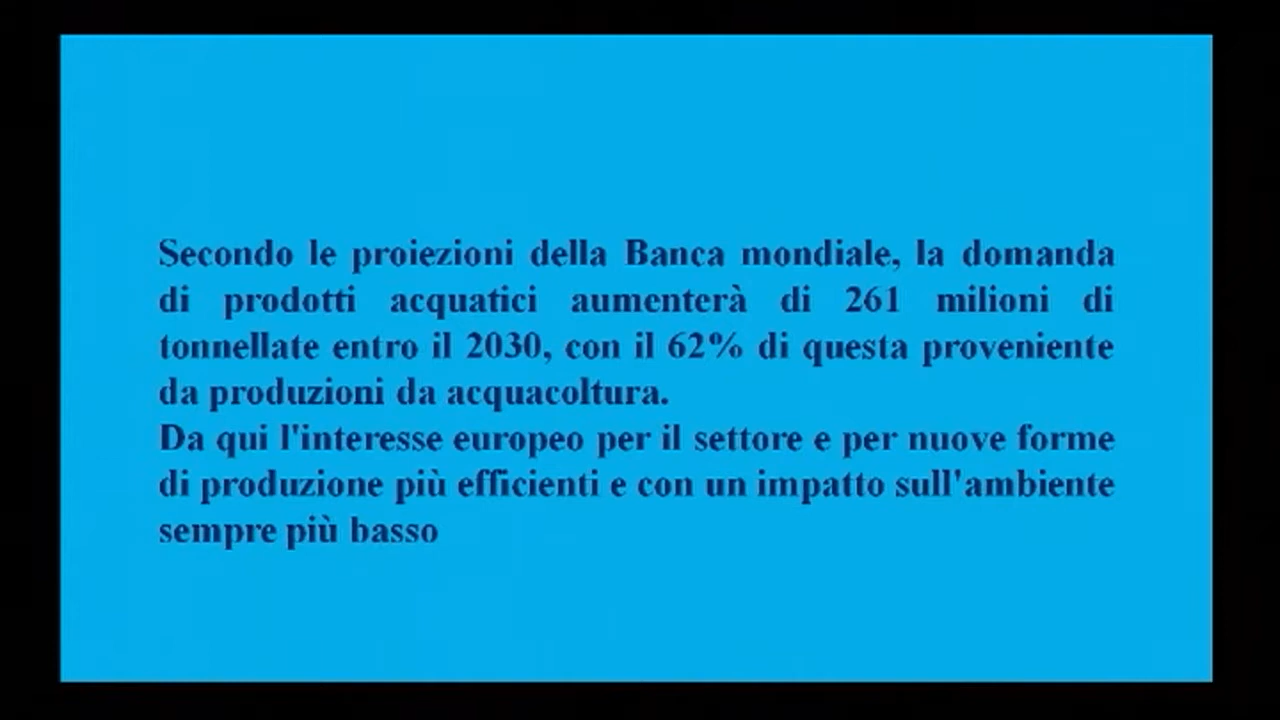 Secondo le proiezioni della Banca mondiale, la domanda
di prodotti acquatici aumenterà di 261 milioni di
tonnellate entro il 2030, con il 62% di questa proveniente
da produzioni da acquacoltura.
Da qui l'interesse europeo per il settore e per nuove forme
di produzione più efficienti e con un impatto sull'ambiente
sempre più basso